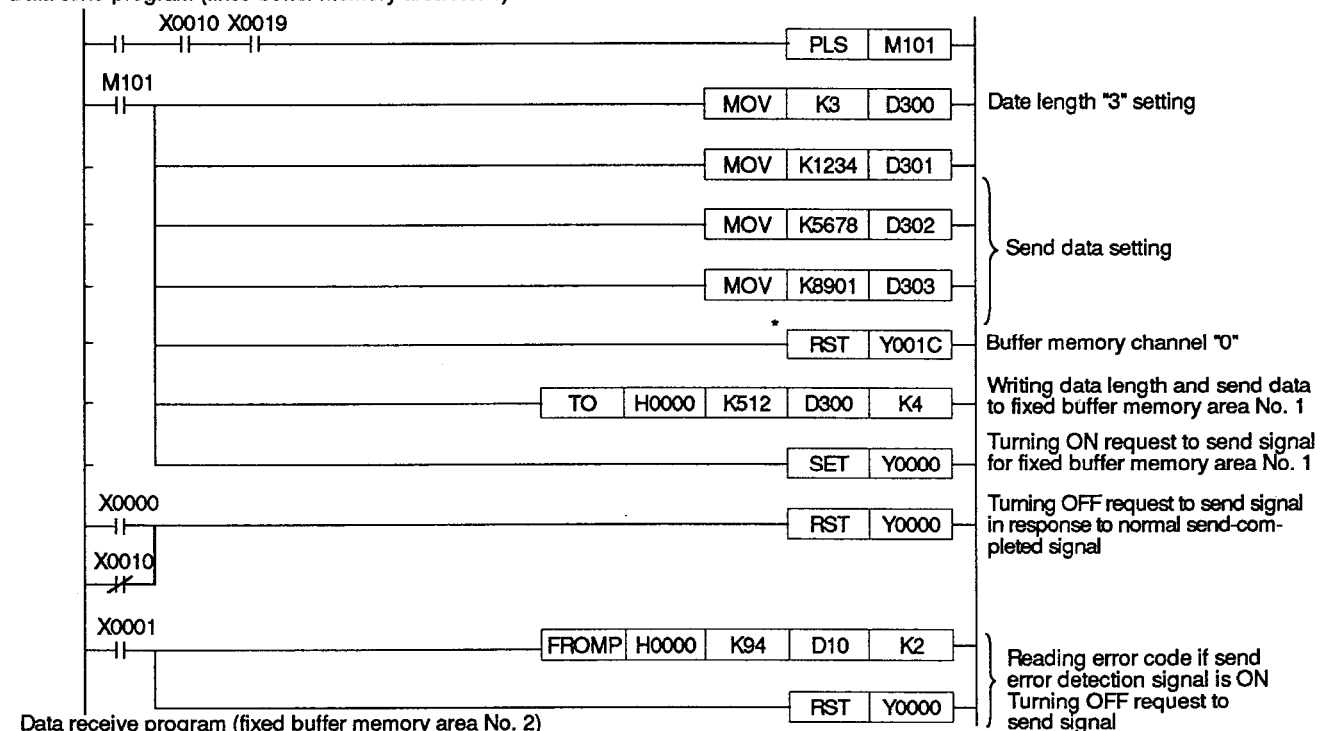 X0010 X0019
PLS M101
M101
MOV K3 D300 Date length "3" setting
MOV K1234 D301
MOV K5678 D302
Send data setting
MOV K8901 D303
*
RST Y001C Buffer memory channel "0"
TO H0000 K512 D300 K4
Writing data length and send data
to fixed buffer memory area No. 1
SET Y0000
Turning ON request to send signal
for fixed buffer memory area No. 1
X0000
RST Y0000
Turning OFF request to send signal
in response to normal send-com-
pleted signal
X0010
X0001
FROMP H0000 K94 D10 K2
Reading error code if send
error detection signal is ON
RST Y0000
Turning OFF request to
send signal
Data receive program (fixed buffer memory area No. 2)